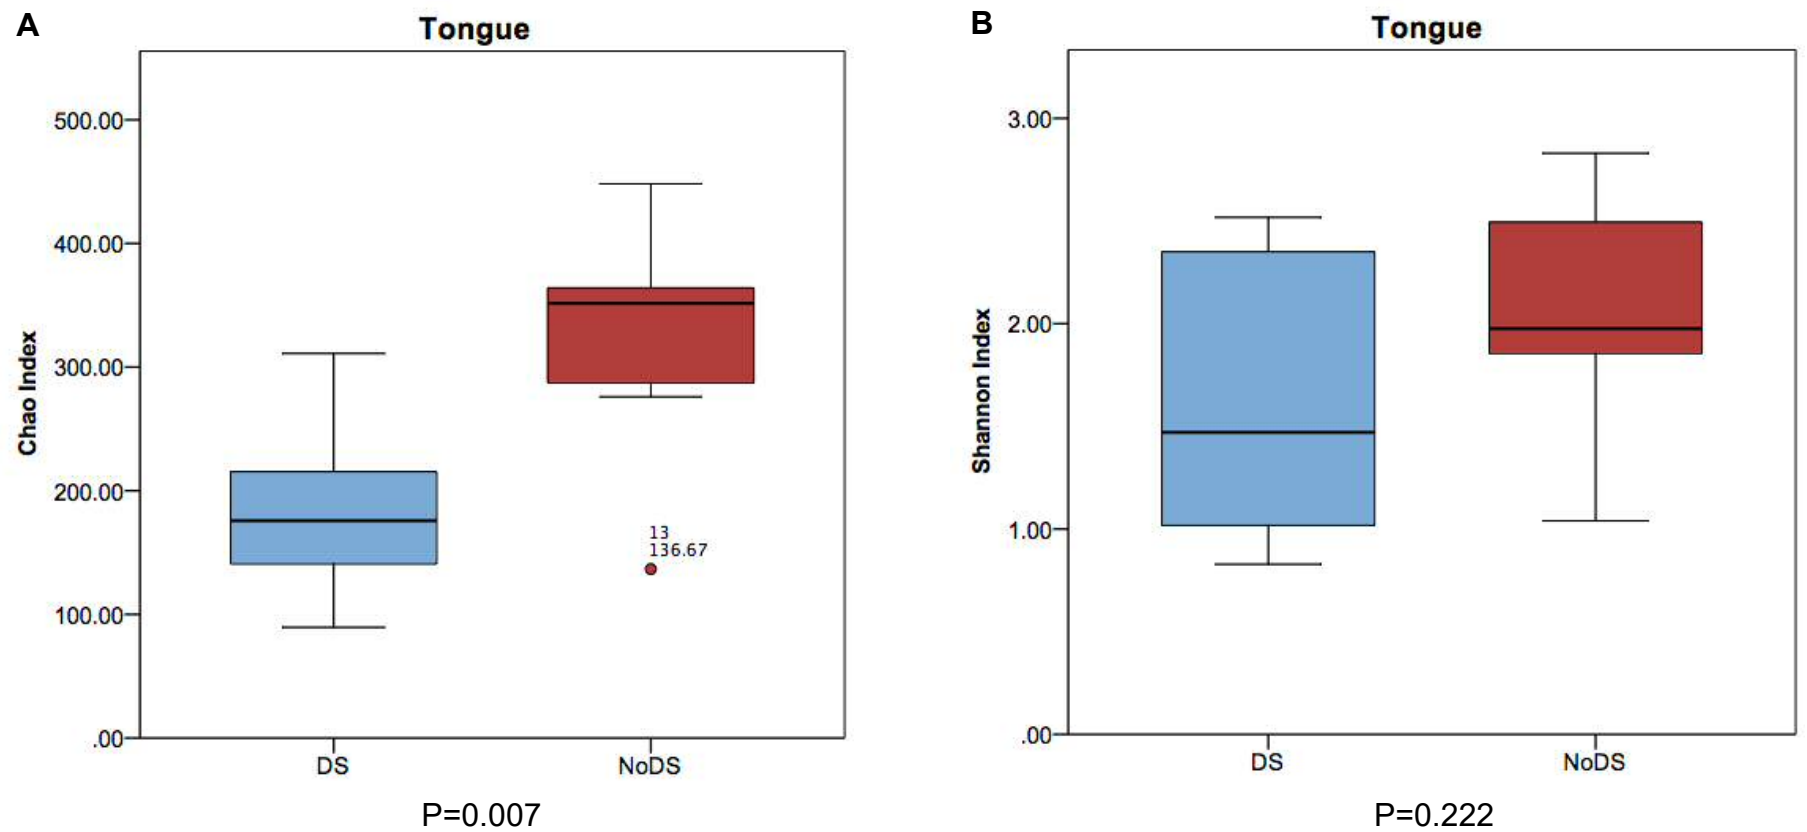 A
Tongue
500.00
400.00
300.00
200.00
100.00
.00
Chao Index
13
136.67
DS
NoDS
P=0.007
B
Tongue
3.00
2.00
1.00
.00
Shannon Index
DS
NoDS
P=0.222